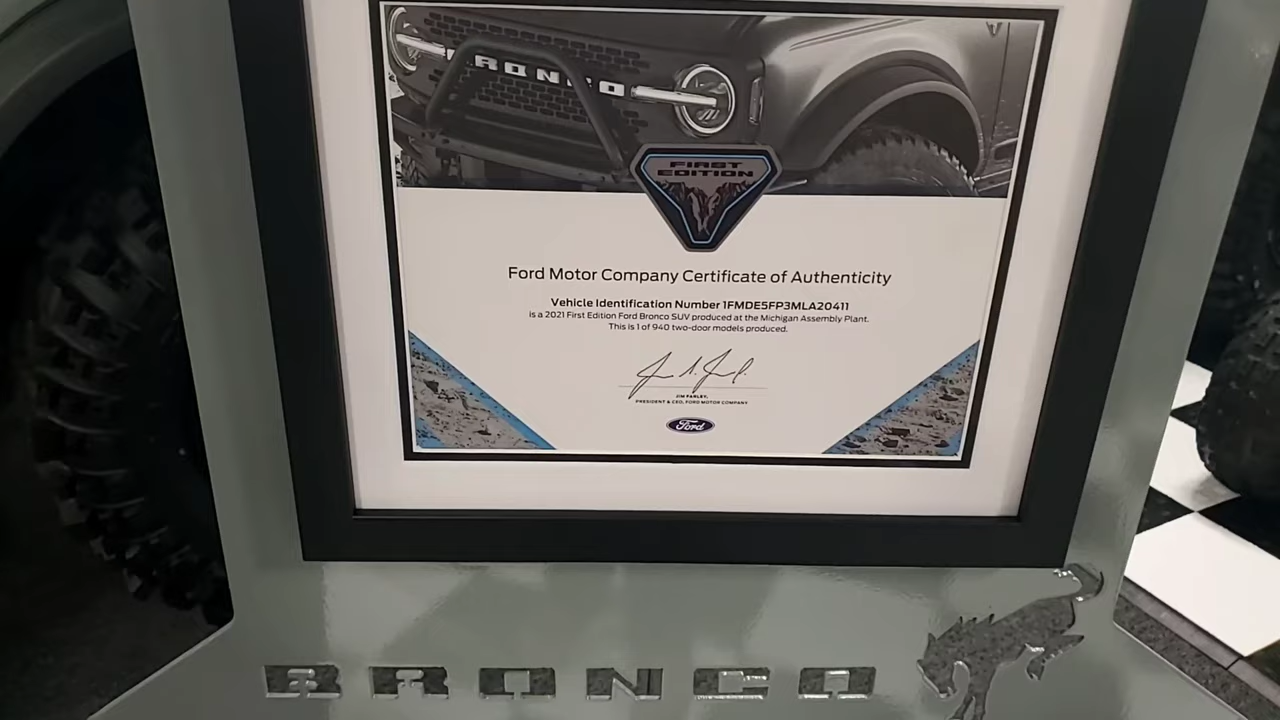 BRONCO
FIRST
EDITION
Ford Motor Company Certificate of Authenticity
Vehicle Identification Number 1FMDE5FP3MLA20411
is a 2021 First Edition Ford Bronco SUV produced at the Michigan Assembly Plant.
This is 1 of 940 two-door models produced.
JIM FARLEY,
PRESIDENT & CEO, FORD MOTOR COMPANY
Ford
BRONCO